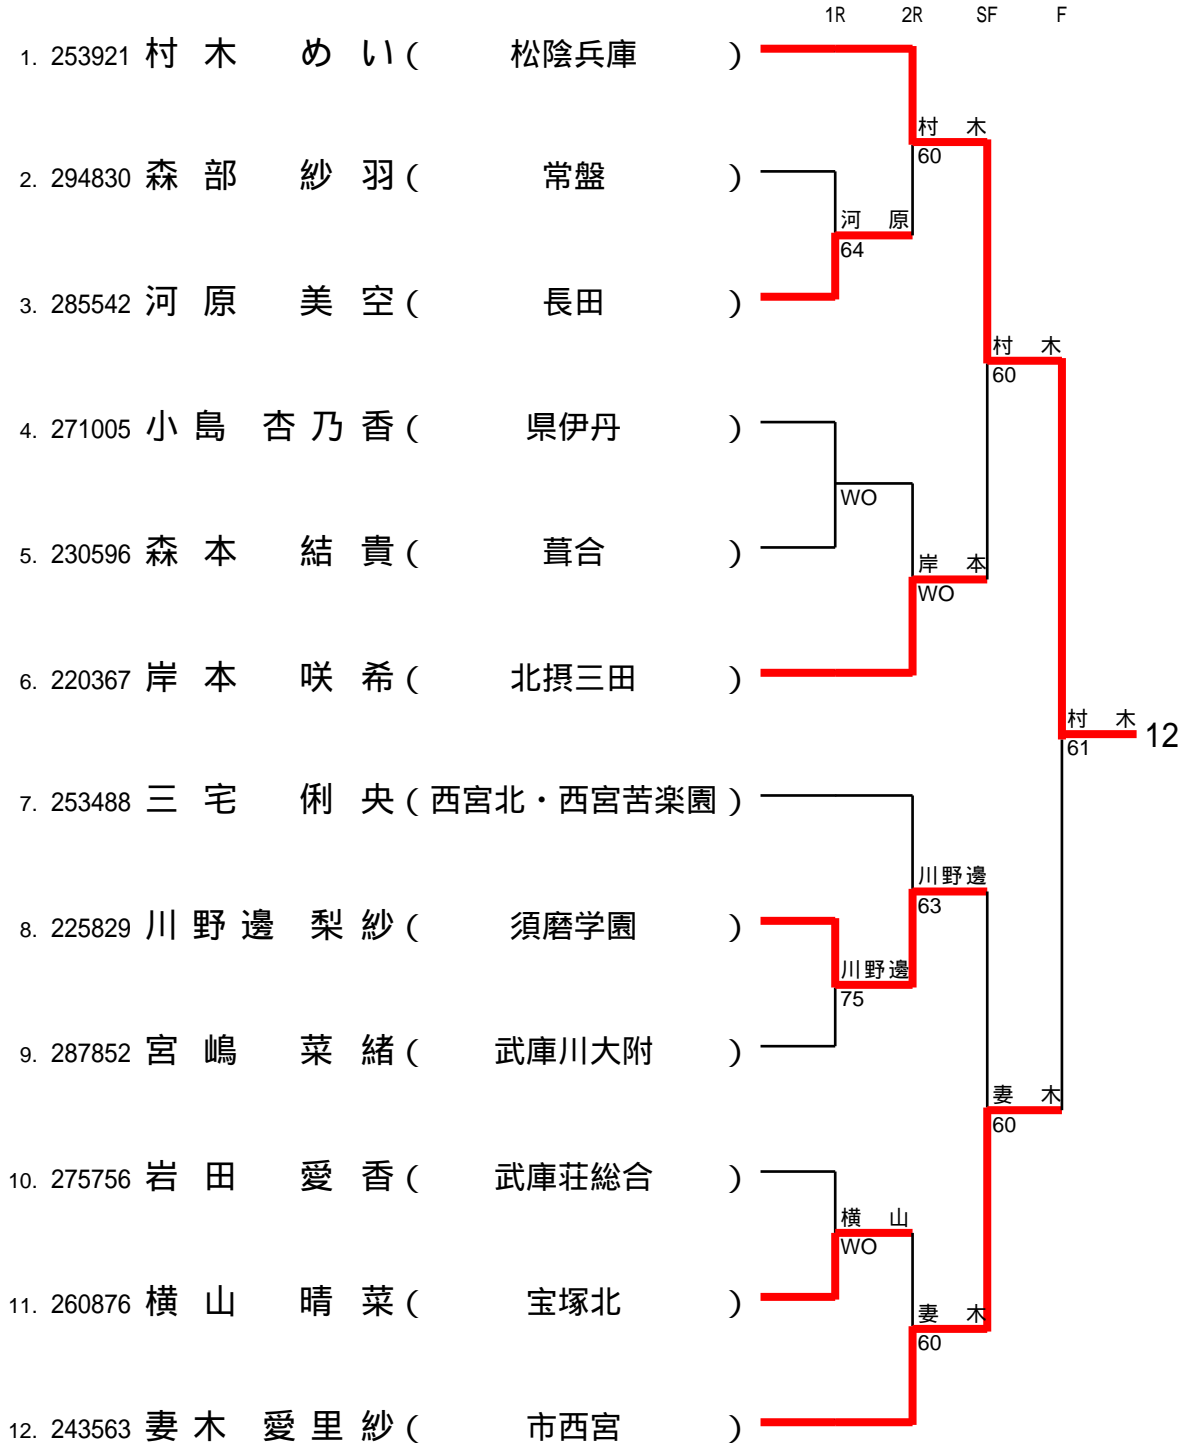 1R 2R SF F
1. 253921 村 木 め い ( 松陰兵庫 )
村 木
60
2. 294830 森 部 紗 羽 ( 常盤 )
河 原
64
3. 285542 河 原 美 空 ( 長田 )
村 木
60
4. 271005 小 島 杏 乃 香 ( 県伊丹 )
WO
5. 230596 森 本 結 貴 ( 葺合 )
岸 本
WO
6. 220367 岸 本 咲 希 ( 北摂三田 )
村 木
61
12
7. 253488 三 宅 俐 央 ( 西宮北・西宮苦楽園 )
川野邊
63
8. 225829 川 野 邊 梨 紗 ( 須磨学園 )
川野邊
75
9. 287852 宮 嶋 菜 緒 ( 武庫川大附 )
妻 木
60
10. 275756 岩 田 愛 香 ( 武庫荘総合 )
横 山
WO
11. 260876 横 山 晴 菜 ( 宝塚北 )
妻 木
60
12. 243563 妻 木 愛 里 紗 ( 市西宮 )